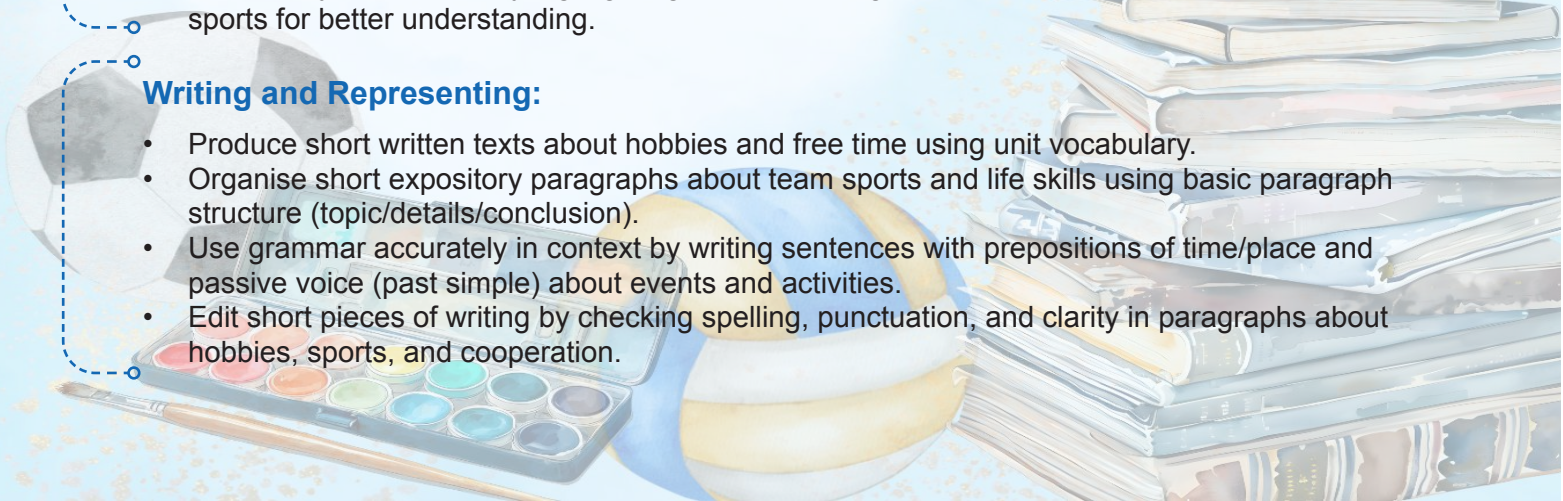 sports for better understanding.
Writing and Representing:
• Produce short written texts about hobbies and free time using unit vocabulary.
• Organise short expository paragraphs about team sports and life skills using basic paragraph
structure (topic/details/conclusion).
• Use grammar accurately in context by writing sentences with prepositions of time/place and
passive voice (past simple) about events and activities.
• Edit short pieces of writing by checking spelling, punctuation, and clarity in paragraphs about
hobbies, sports, and cooperation.